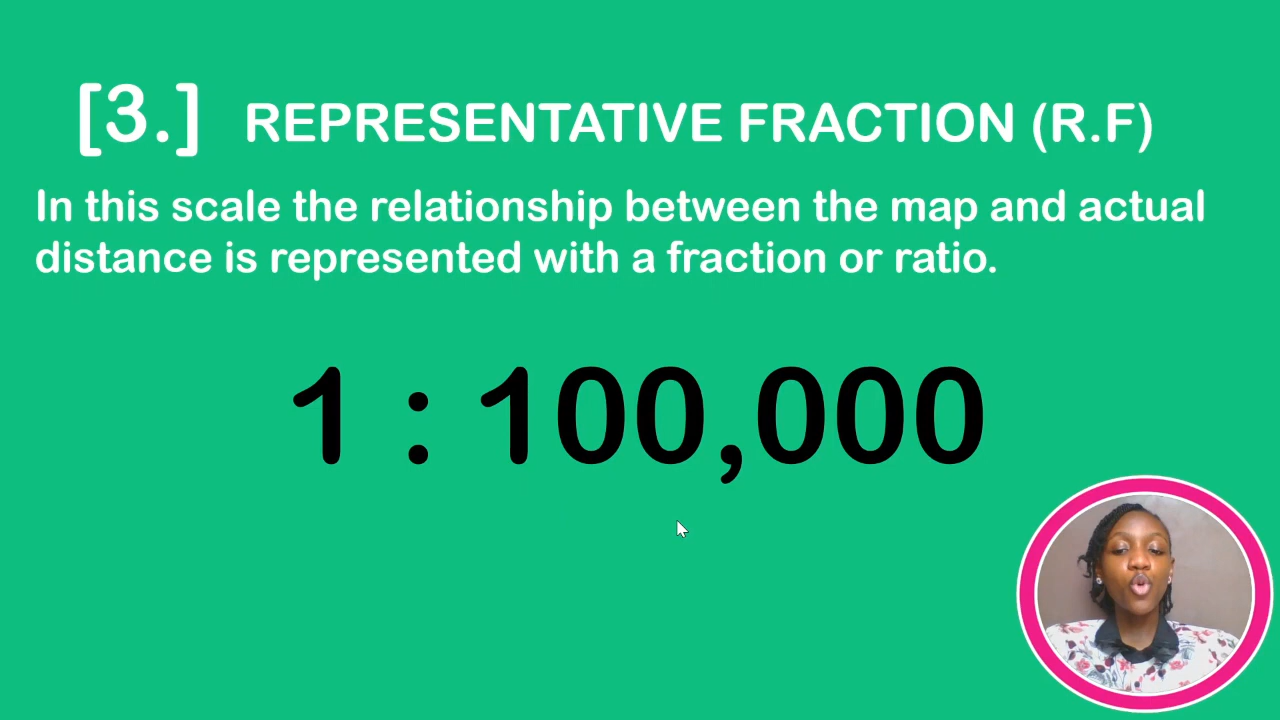 [3.] REPRESENTATIVE FRACTION (R.F)
In this scale the relationship between the map and actual
distance is represented with a fraction or ratio.
1 : 100,000